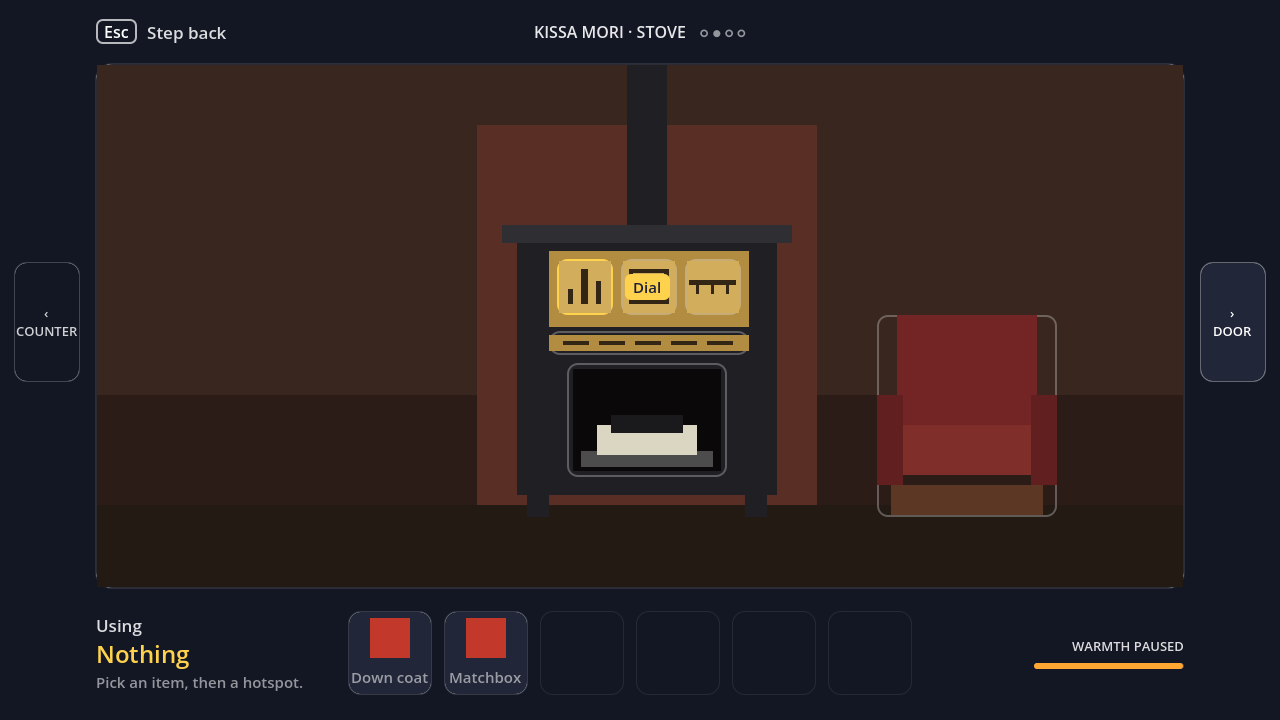 Esc Step back
KISSA MORI · STOVE
‹
COUNTER
Dial
›
DOOR
Using
Nothing
Pick an item, then a hotspot.
Down coat
Matchbox
WARMTH PAUSED